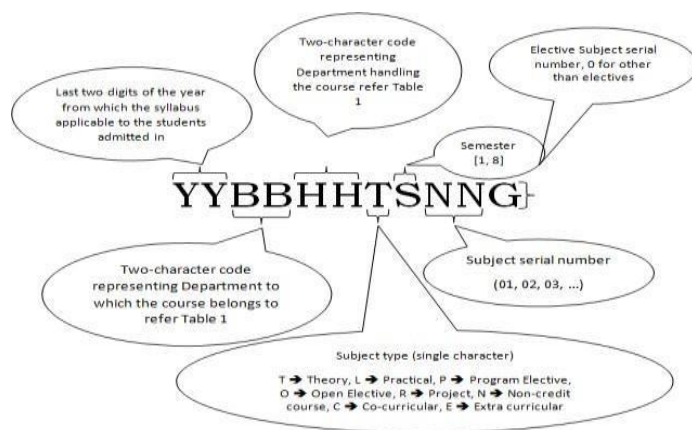 Two-character code
representing
Department handling
the course refer Table
1
Elective Subject serial
number, 0 for other
than electives
Last two digits of the year
from which the syllabus
applicable to the students
admitted in
Semester
[1, 8]
YYBBHHTSNNG
Two-character code
representing Department to
which the course belongs to
refer Table 1
Subject serial number
(01, 02, 03, ...)
Subject type (single character)
T ➔ Theory, L ➔ Practical, P ➔ Program Elective,
O ➔ Open Elective, R ➔ Project, N ➔ Non-credit
course, C ➔ Co-curricular, E ➔ Extra curricular